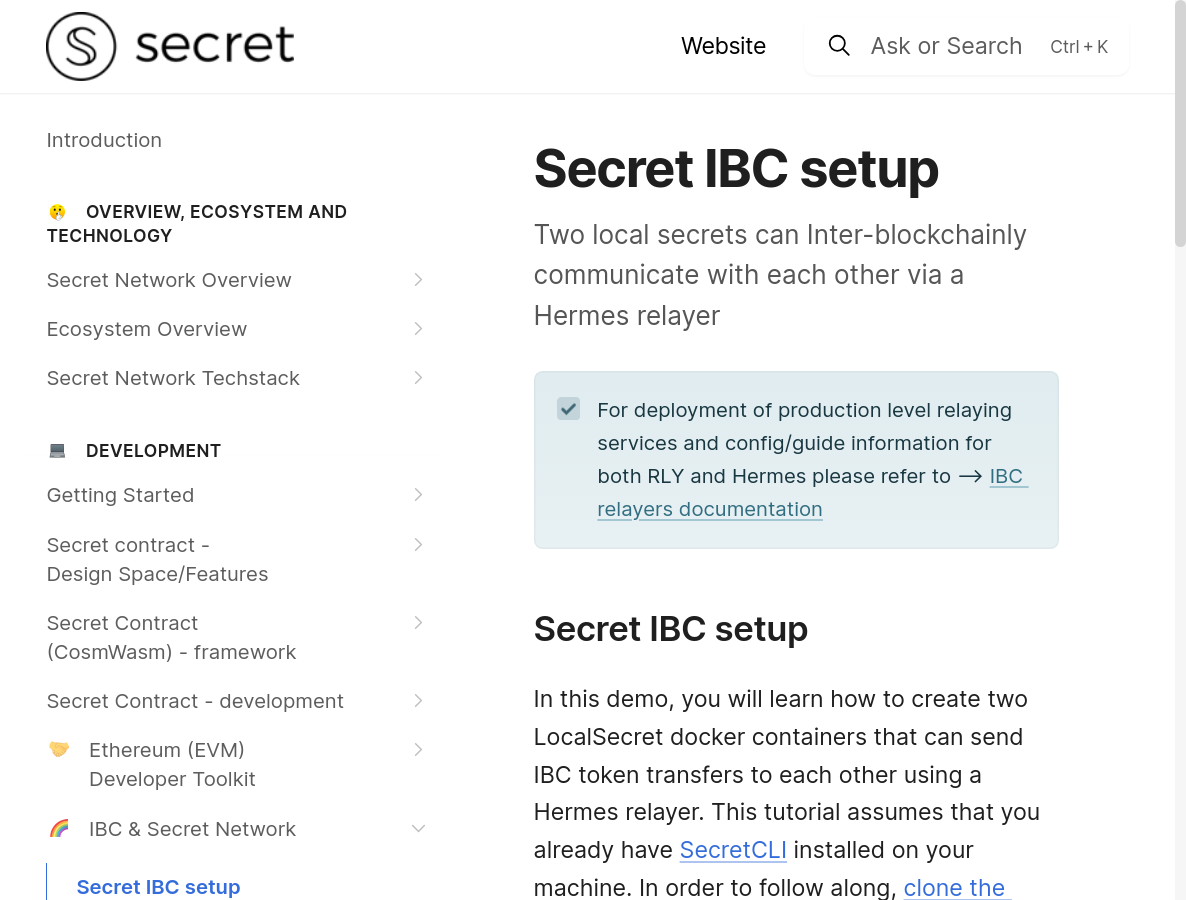 secret
Website
Ask or Search
Ctrl + K
Introduction
OVERVIEW, ECOSYSTEM AND
TECHNOLOGY
Secret Network Overview
Ecosystem Overview
Secret Network Techstack
DEVELOPMENT
Getting Started
Secret contract -
Design Space/Features
Secret Contract
(CosmWasm) - framework
Secret Contract - development
Ethereum (EVM)
Developer Toolkit
IBC & Secret Network
Secret IBC setup
Secret IBC setup
Two local secrets can Inter-blockchainly
communicate with each other via a
Hermes relayer
For deployment of production level relaying
services and config/guide information for
both RLY and Hermes please refer to → IBC
relayers documentation
Secret IBC setup
In this demo, you will learn how to create two
LocalSecret docker containers that can send
IBC token transfers to each other using a
Hermes relayer. This tutorial assumes that you
already have SecretCLI installed on your
machine. In order to follow along, clone the